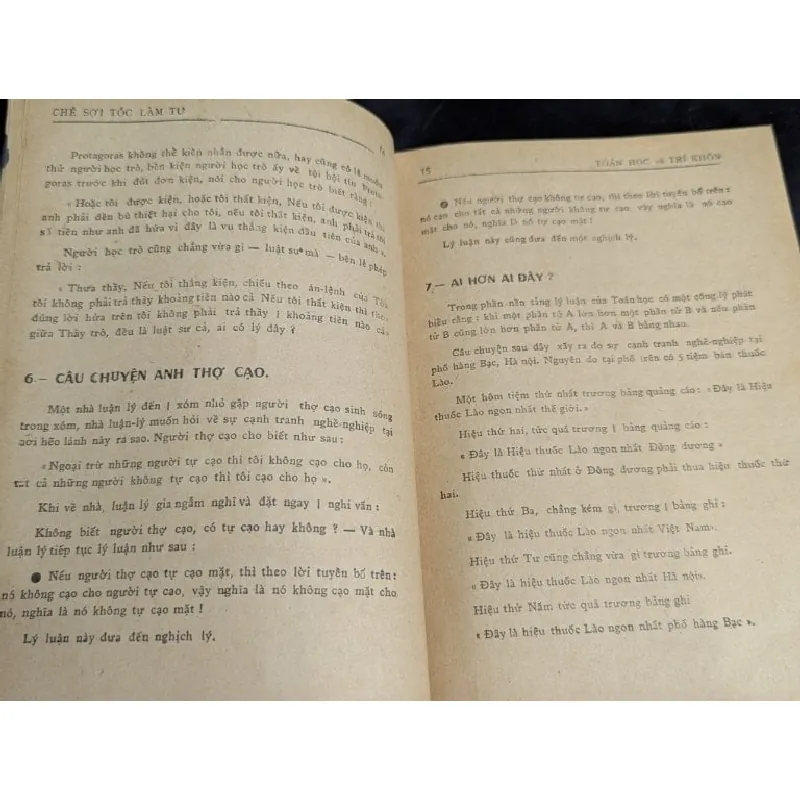 CHẺ SỢI TÓC LÀM TƯ
Protagoras không thể kiên nhẫn được nữa, hay cũng có lẽ muốn
thử người học trò, bèn kiện người học trò ấy về tội bội tín Prota-
goras trước khi đút đơn kiện, nói cho người học trò biết rằng :
« Hoặc tôi được kiện, hoặc tôi thất kiện, Nếu tôi được kiện thì
anh phải đền bù thiệt hại cho tôi, nếu tôi thất kiện, anh phải trả tôi
số tiền như anh đã hứa vì đây là vụ thắng kiện đầu tiên của anh ».
Người học trò cũng chẳng vừa gì — luật sư mà — bèn lễ phép
trả lời :
« Thưa thầy, Nếu tôi thắng kiện, chiếu theo án-lệnh của Tòa
tôi không phải trả thầy khoảng tiền nào cả Nếu tôi thất kiện thì theo
đúng lời hứa trên tôi không phải trả thầy 1 khoảng tiền nào cả,
giữa Thầy trò, đều là luật sư cả, ai có lý đây ?
6 — CÂU CHUYỆN ANH THỢ CẠO.
Một nhà luận lý đến 1 xóm nhỏ gặp người thợ cạo sinh sống
trong xóm, nhà luận-lý muốn hỏi về sự cạnh tranh nghề-nghiệp tại
nơi hẻo lánh này ra sao. Người thợ cạo cho biết như sau :
« Ngoại trừ những người tự cạo thì tôi không cạo cho họ, còn
tất cả những người không tự cạo thì tôi cạo cho họ ».
Khi về nhà, luận lý gia ngẫm nghĩ và đặt ngay 1 nghi vấn :
Không biết người thợ cạo, có tự cạo hay không ? — Và nhà
luận lý tiếp tục lý luận như sau :
● Nếu người thợ cạo tự cạo mặt, thì theo lời tuyên bố trên:
nó không cạo cho người tự cạo, vậy nghĩa là nó không cạo mặt cho
nó, nghĩa là nó không tự cạo mặt !
Lý luận này đưa đến nghịch lý.
15
TOÁN HỌC và TRÍ KHÔN
● Nếu người thợ cạo không tự cạo, thì theo lời tuyên bố trên :
nó cạo cho tất cả những người không tự cạo vậy nghĩa là nó cạo
mặt cho nó, nghĩa là nó tự cạo mặt !
Lý luận này cũng đưa đến một nghịch lý.
7 — AI HƠN AI ĐÂY ?
Trong phần nền tảng lý luận của Toán học có một công lý phát
biểu rằng : khi một phần tử A lớn hơn một phần tử B và nếu phần
tử B cũng lớn hơn phần tử A, thì A và B bằng nhau.
Câu chuyện sau đây xảy ra do sự cạnh tranh nghề-nghiệp tại
phố hàng Bạc, Hà nội. Nguyên do tại phố trên có 5 tiệm bán thuốc
Lào.
Một hôm tiệm thứ nhất trương bảng quảng cáo : «Đây là Hiệu
thuốc Lào ngon nhất thế giới.»
Hiệu thứ hai, tức quá trương 1 bảng quảng cáo :
« Đây là Hiệu thuốc Lào ngon nhất Đông dương »
Hiệu thuốc thứ nhất ở Đông dương phải thua hiệu thuốc thứ
hai.
Hiệu thứ Ba, chẳng kém gì, trương 1 bảng ghi :
« Đây là hiệu thuốc Lào ngon nhất Việt Nam».
Hiệu thứ Tư cũng chẳng vừa gì trương bảng ghi.
« Đây là hiệu thuốc Lào ngon nhất Hà nội».
Hiệu thứ Năm tức quá trương bảng ghi
« Đây là hiệu thuốc Lào ngon nhất phố hàng Bạc ».